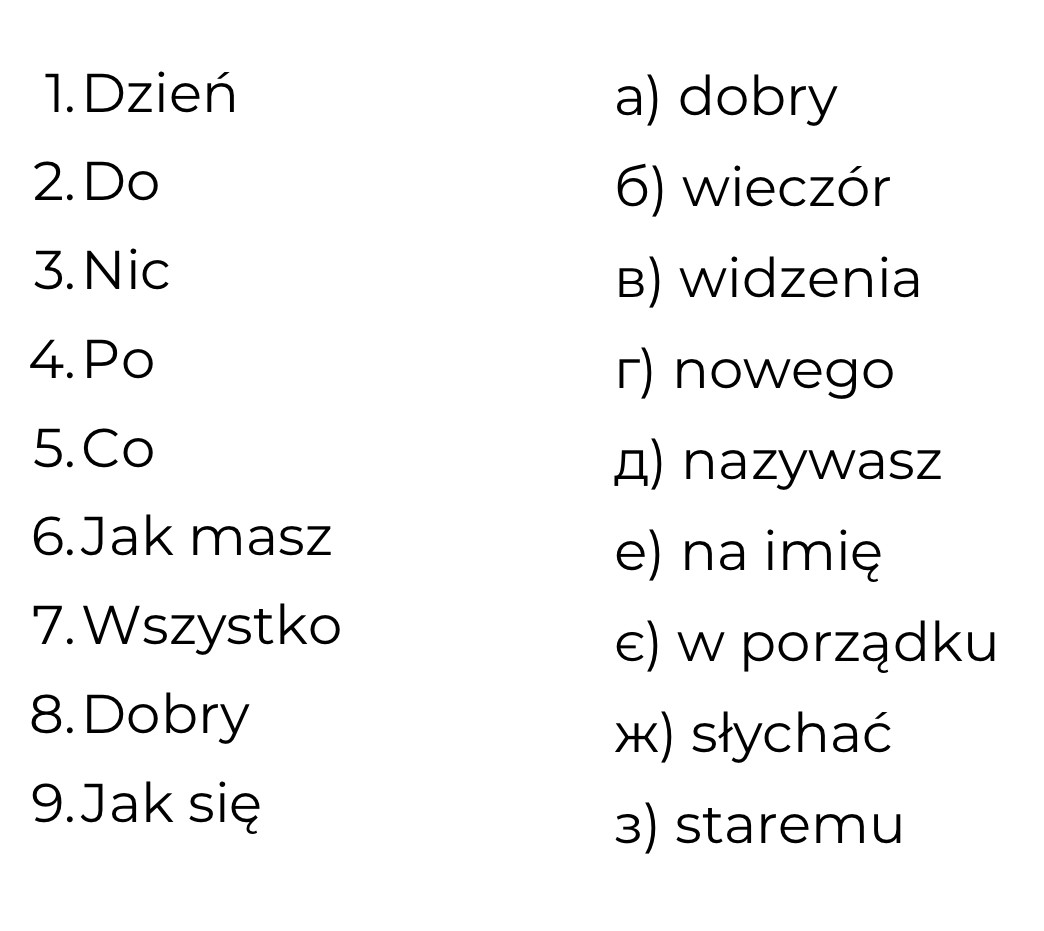 1. Dzień
2. Do
3. Nic
4. Po
5. Co
6. Jak masz
7. Wszystko
8. Dobry
9. Jak się
а) dobry
б) wieczór
в) widzenia
г) nowego
д) nazywasz
е) na imię
є) w porządku
ж) słychać
з) staremu